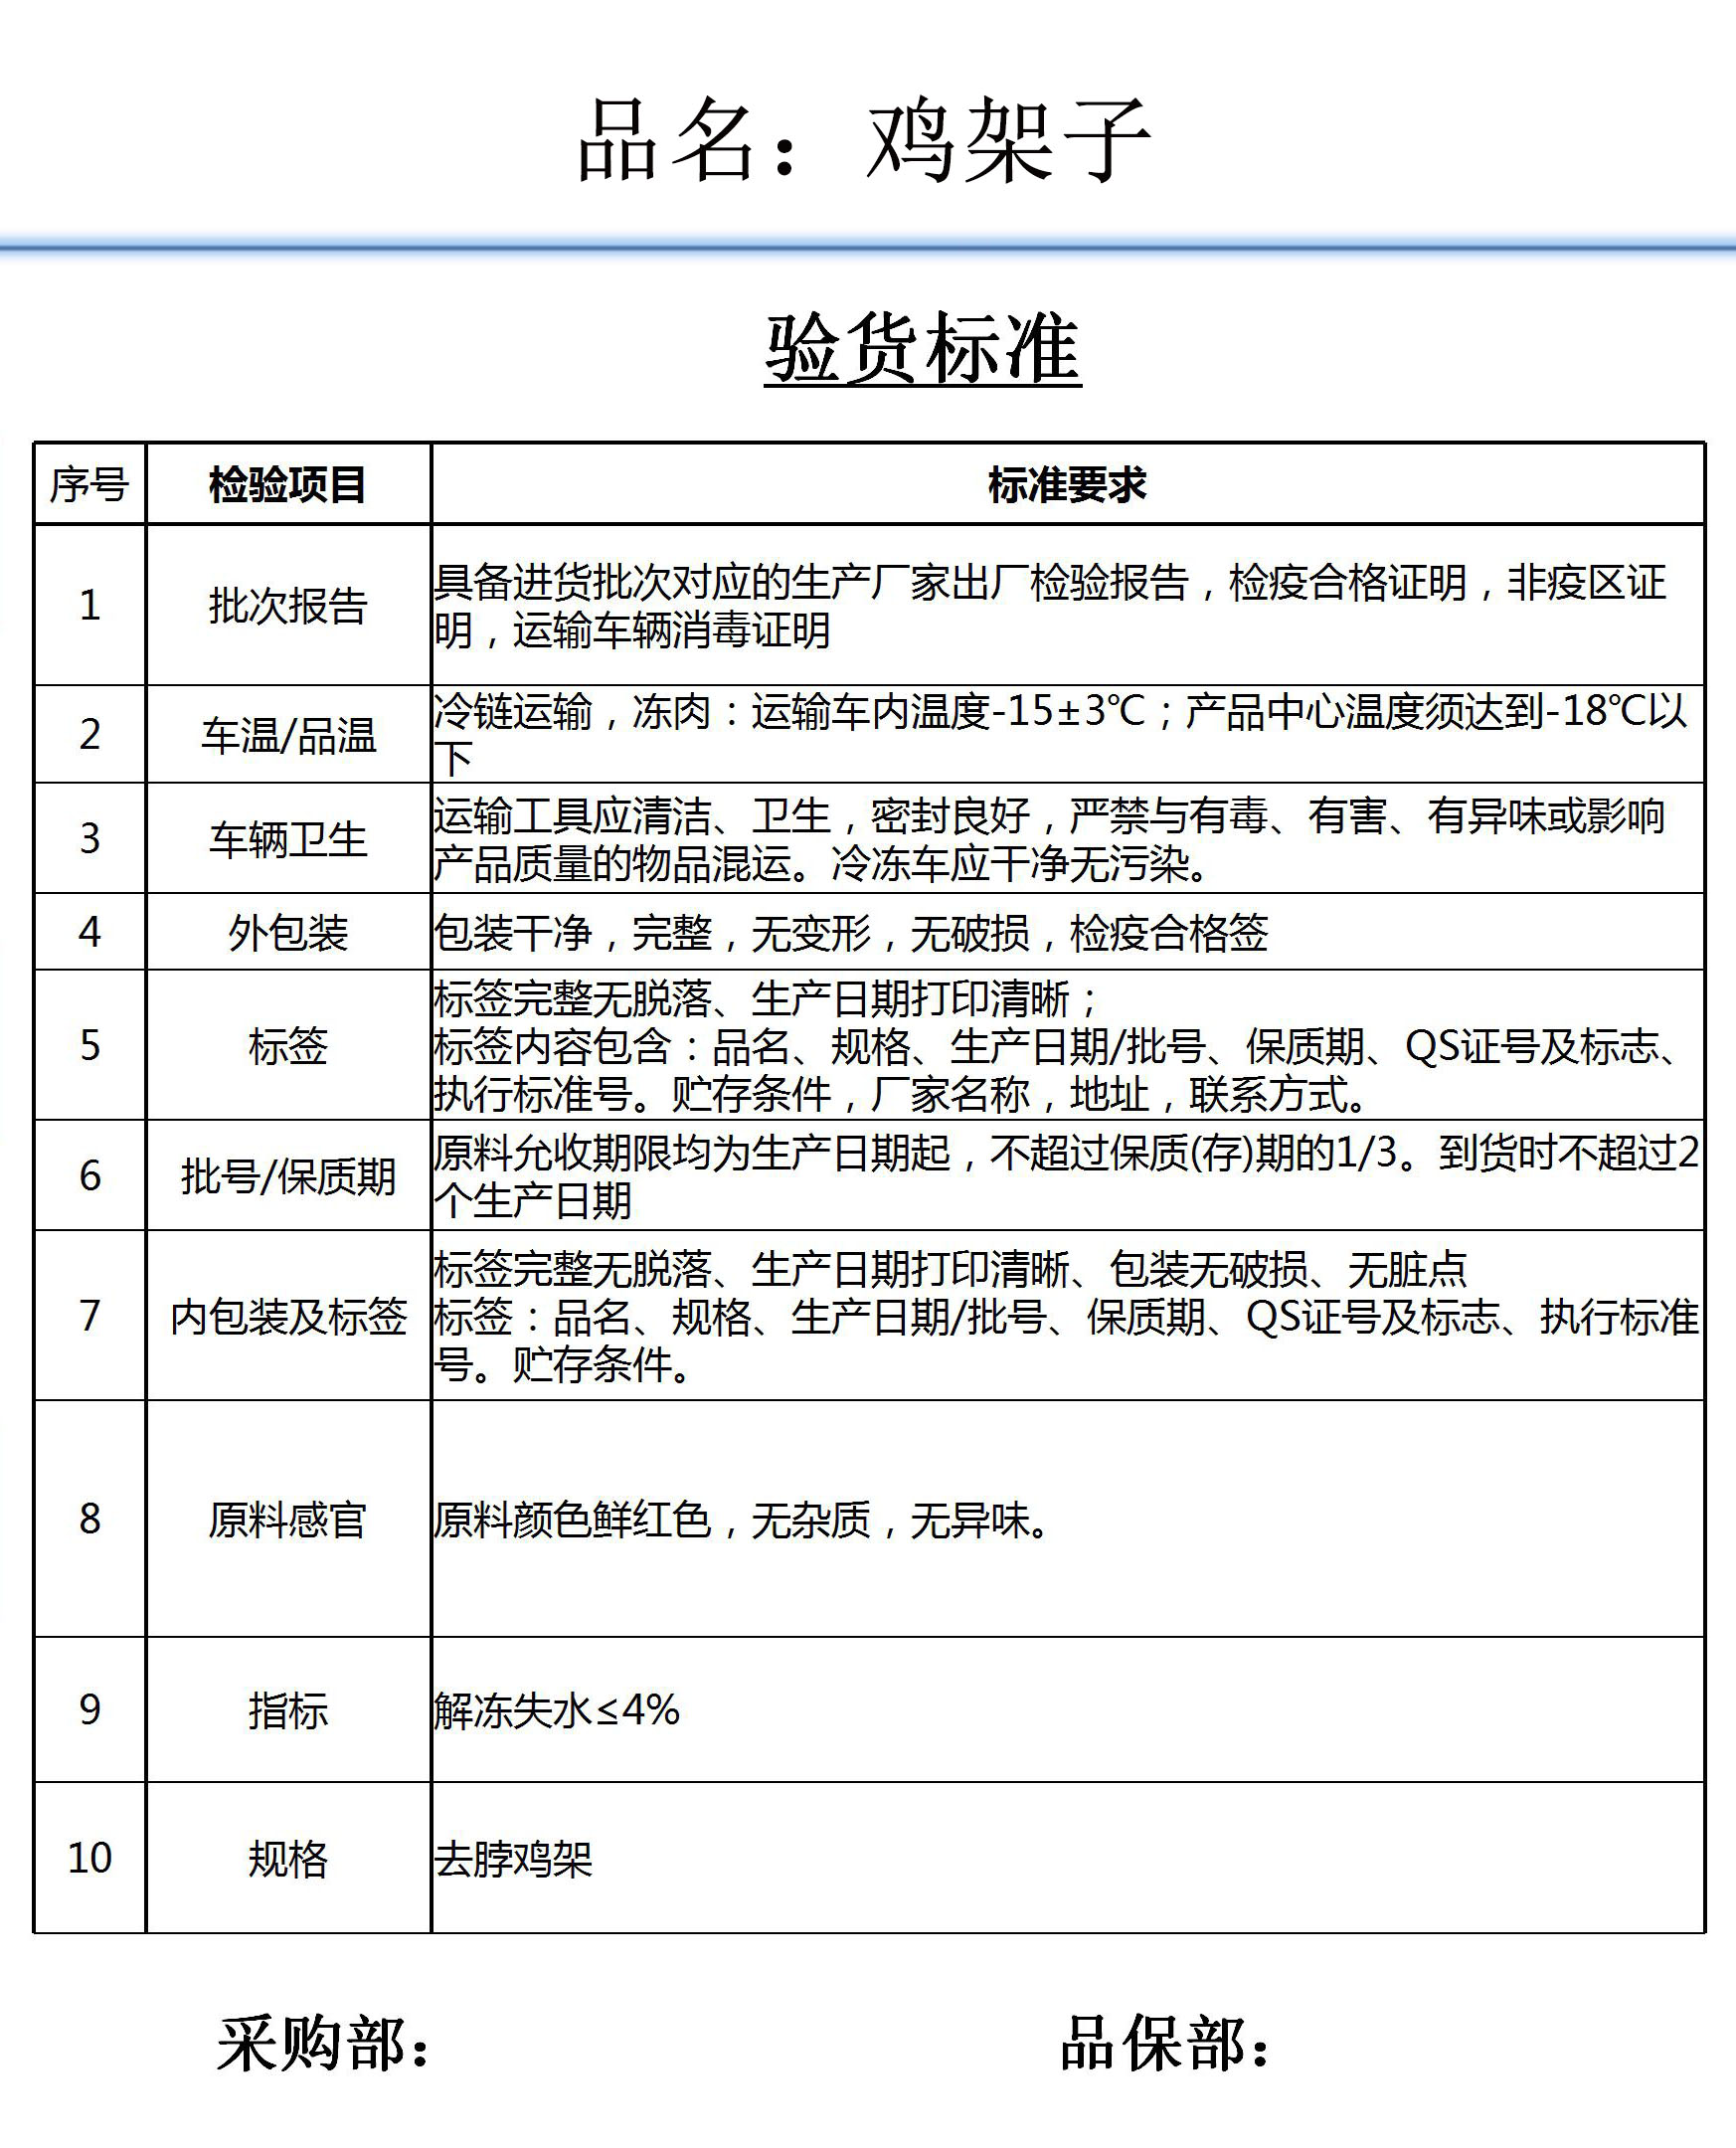 品名：鸡架子
验货标准
序号 检验项目 标准要求
1 批次报告 具备进货批次对应的生产厂家出厂检验报告，检疫合格证明，非疫区证
明，运输车辆消毒证明
2 车温/品温 冷链运输，冻肉：运输车内温度-15±3℃；产品中心温度须达到-18℃以
下
3 车辆卫生 运输工具应清洁、卫生，密封良好，严禁与有毒、有害、有异味或影响
产品质量的物品混运。冷冻车应干净无污染。
4 外包装 包装干净，完整，无变形，无破损，检疫合格签
5 标签 标签完整无脱落、生产日期打印清晰；
标签内容包含：品名、规格、生产日期/批号、保质期、QS证号及标志、
执行标准号。贮存条件，厂家名称，地址，联系方式。
6 批号/保质期 原料允收期限均为生产日期起，不超过保质(存)期的1/3。到货时不超过2
个生产日期
7 内包装及标签 标签完整无脱落、生产日期打印清晰、包装无破损、无脏点
标签：品名、规格、生产日期/批号、保质期、QS证号及标志、执行标准
号。贮存条件。
8 原料感官 原料颜色鲜红色，无杂质，无异味。
9 指标 解冻失水≤4%
10 规格 去脖鸡架
采购部： 品保部：